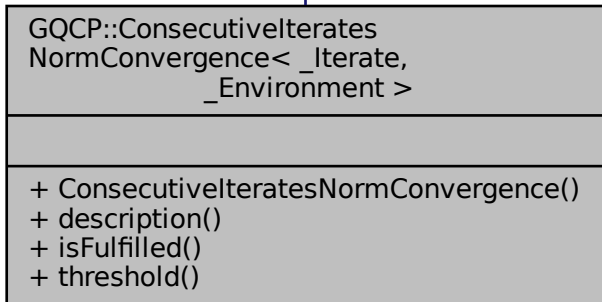 GQCP::ConsecutiveIterates
NormConvergence< _Iterate,
_Environment >
+ ConsecutiveIteratesNormConvergence()
+ description()
+ isFulfilled()
+ threshold()